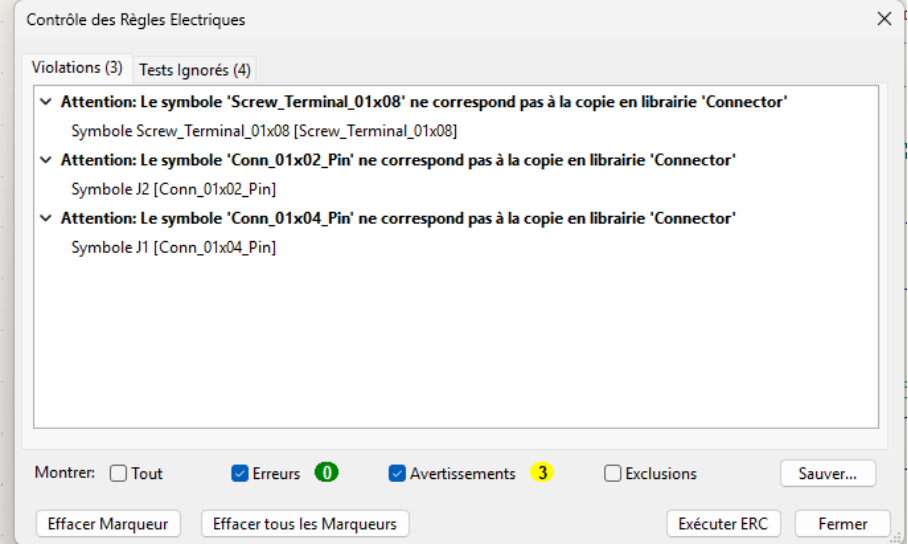 Contrôle des Règles Electriques
Violations (3) Tests Ignorés (4)
Attention: Le symbole 'Screw_Terminal_01x08' ne correspond pas à la copie en librairie 'Connector'
Symbole Screw_Terminal_01x08 [Screw_Terminal_01x08]
Attention: Le symbole 'Conn_01x02_Pin' ne correspond pas à la copie en librairie 'Connector'
Symbole J2 [Conn_01x02_Pin]
Attention: Le symbole 'Conn_01x04_Pin' ne correspond pas à la copie en librairie 'Connector'
Symbole J1 [Conn_01x04_Pin]
Montrer: Tout Erreurs 0 Avertissements 3 Exclusions Sauver...
Effacer Marqueur Effacer tous les Marqueurs Exécuter ERC Fermer